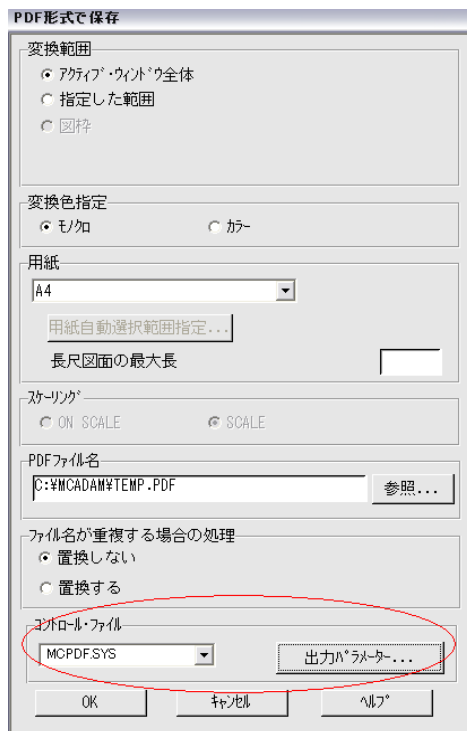 PDF形式で保存
変換範囲
アクティブ・ウィンドウ全体
指定した範囲
図枠
変換色指定
モノクロ
カラー
用紙
A4
用紙自動選択範囲指定...
長尺図面の最大長
スケーリング
ON SCALE
SCALE
PDFファイル名
C:¥MCADAM¥TEMP.PDF
参照...
ファイル名が重複する場合の処理
置換しない
置換する
コントロール・ファイル
MCPDF.SYS
出力パラメーター...
OK
キャンセル
ヘルプ